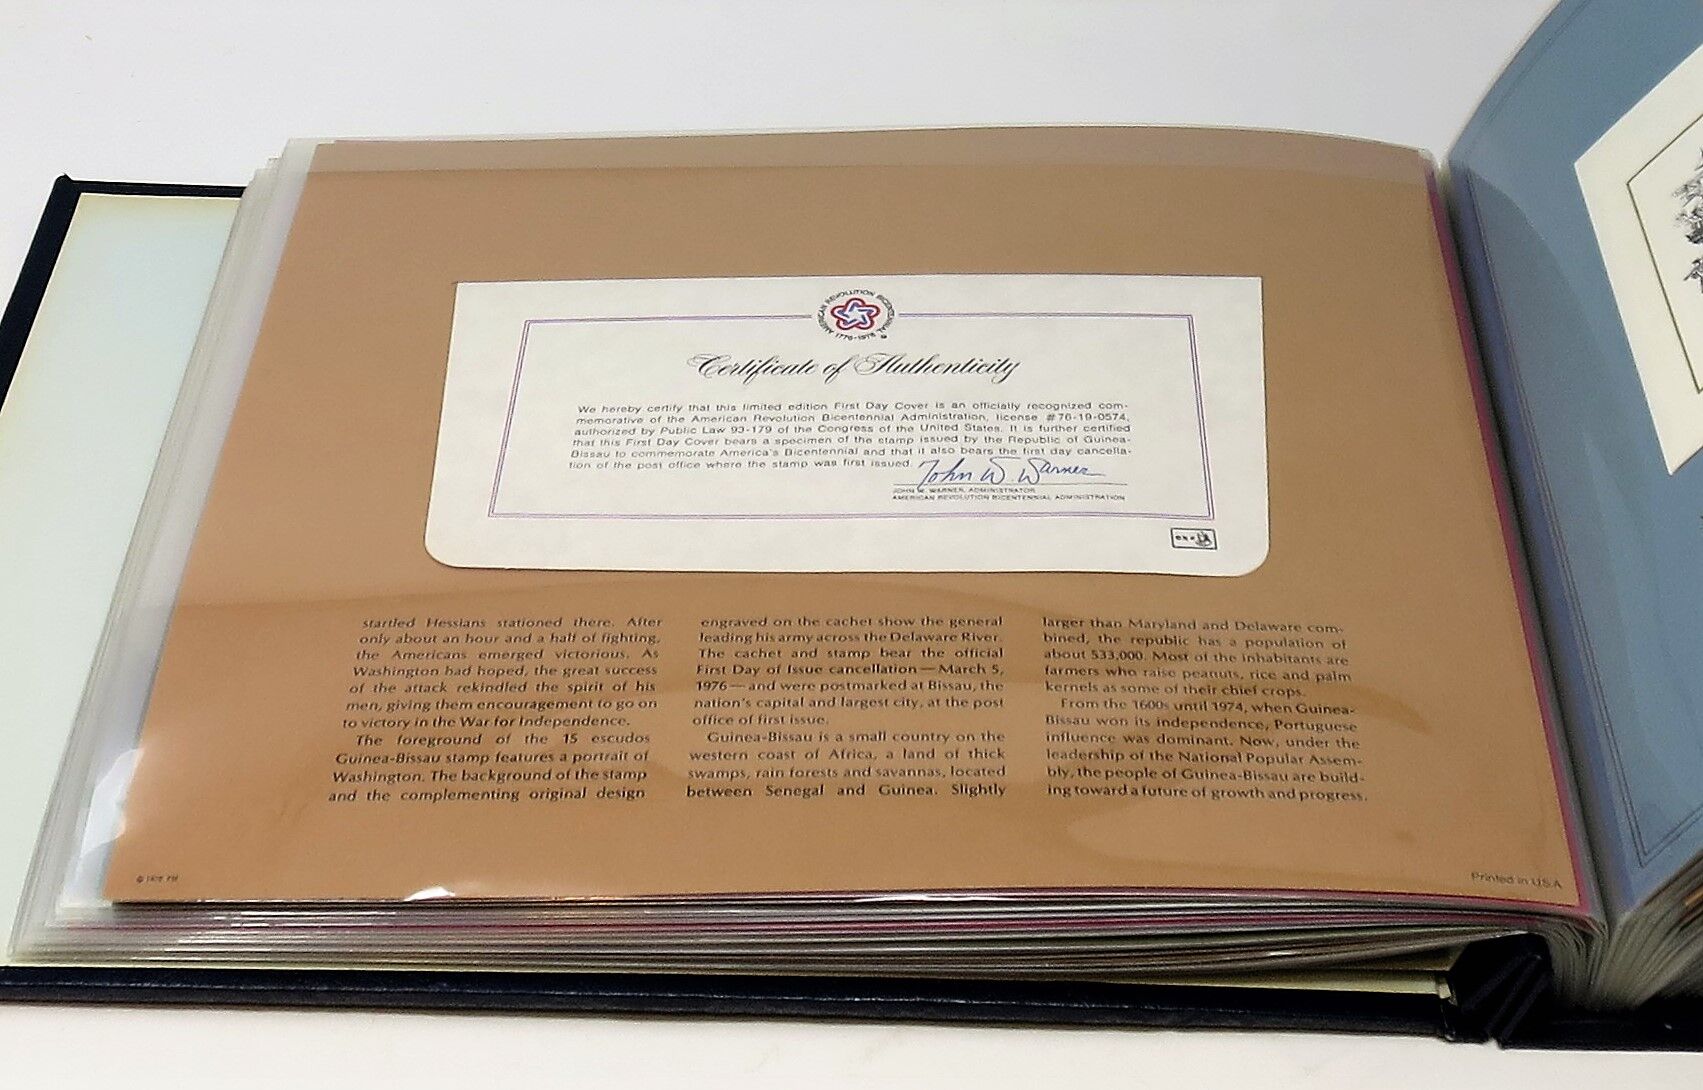 AMERICAN REVOLUTION BICENTENNIAL
1776-1976
Certificate of Authenticity
We hereby certify that this limited edition First Day Cover is an officially recognized com-
memorative of the American Revolution Bicentennial Administration, license #76-19-0574,
authorized by Public Law 93-179 of the Congress of the United States. It is further certified
that this First Day Cover bears a specimen of the stamp issued by the Republic of Guinea-
Bissau to commemorate America's Bicentennial and that it also bears the first day cancella-
tion of the post office where the stamp was first issued.
John W. Warner
JOHN W. WARNER, ADMINISTRATOR
AMERICAN REVOLUTION BICENTENNIAL ADMINISTRATION
startled Hessians stationed there. After
only about an hour and a half of fighting,
the Americans emerged victorious. As
Washington had hoped, the great success
of the attack rekindled the spirit of his
men, giving them encouragement to go on
to victory in the War for Independence.
The foreground of the 15 escudos
Guinea-Bissau stamp features a portrait of
Washington. The background of the stamp
and the complementing original design
engraved on the cachet show the general
leading his army across the Delaware River.
The cachet and stamp bear the official
First Day of Issue cancellation—March 5,
1976—and were postmarked at Bissau, the
nation's capital and largest city, at the post
office of first issue.
Guinea-Bissau is a small country on the
western coast of Africa, a land of thick
swamps, rain forests and savannas, located
between Senegal and Guinea. Slightly
larger than Maryland and Delaware com-
bined, the republic has a population of
about 533,000. Most of the inhabitants are
farmers who raise peanuts, rice and palm
kernels as some of their chief crops.
From the 1600s until 1974, when Guinea-
Bissau won its independence, Portuguese
influence was dominant. Now, under the
leadership of the National Popular Assem-
bly, the people of Guinea-Bissau are build-
ing toward a future of growth and progress.
© 1976 FM
Printed in U.S.A